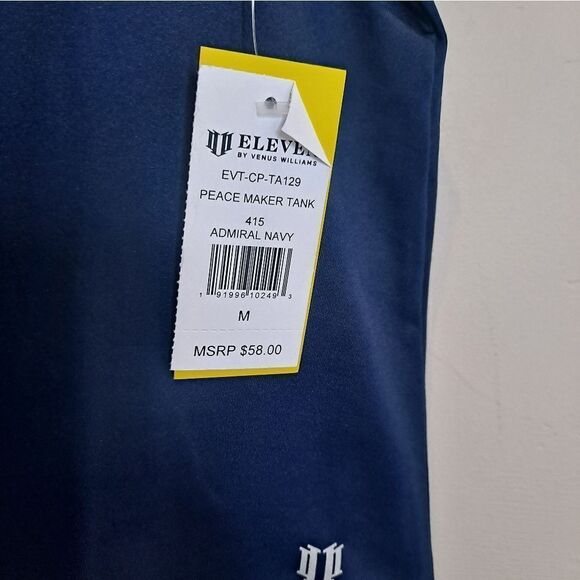 ELEVEN
BY VENUS WILLIAMS
EVT-CP-TA129
PEACE MAKER TANK
415
ADMIRAL NAVY
1 91996 10249 3
M
MSRP $58.00